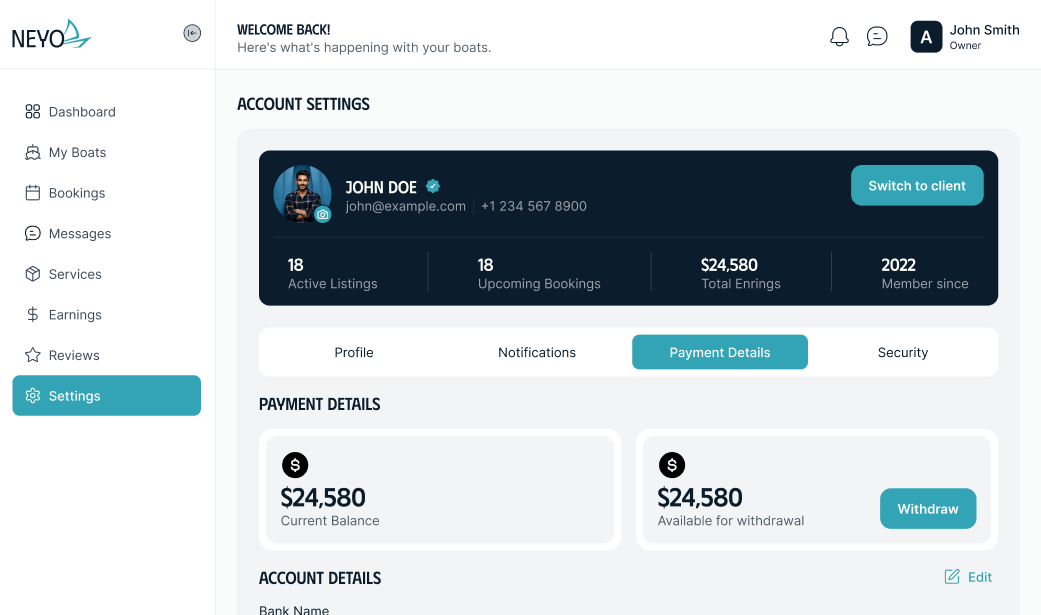 NEYO
WELCOME BACK!
Here's what's happening with your boats.
A
John Smith
Owner
Dashboard
My Boats
Bookings
Messages
Services
Earnings
Reviews
Settings
ACCOUNT SETTINGS
JOHN DOE
john@example.com
+1 234 567 8900
Switch to client
18
Active Listings
18
Upcoming Bookings
$24,580
Total Enrings
2022
Member since
Profile
Notifications
Payment Details
Security
PAYMENT DETAILS
$
$24,580
Current Balance
$
$24,580
Available for withdrawal
Withdraw
ACCOUNT DETAILS
Edit
Bank Name